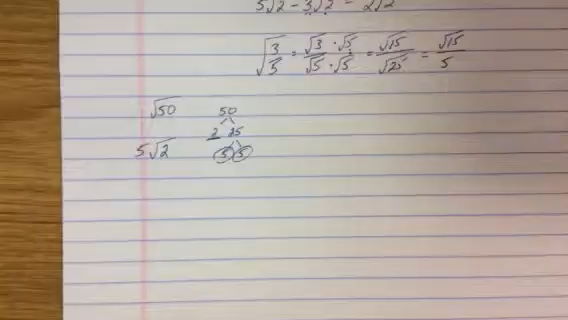 5√2 - 3√2 = 2√2
√3/5 = √3 · √5 / √5 · √5 = √15 / √25 = √15 / 5
√50 50
2 25
5√2 5 5